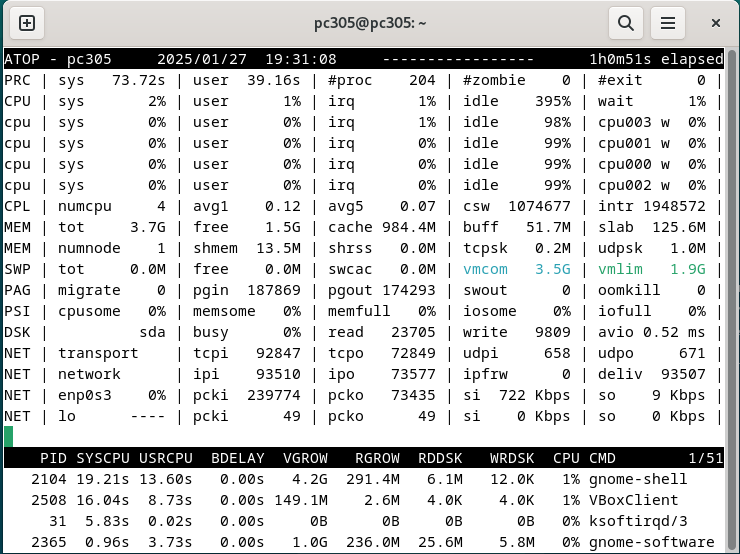 pc305@pc305: ~
ATOP - pc305 2025/01/27 19:31:08 ----------------- 1h0m51s elapsed
PRC | sys 73.72s | user 39.16s | #proc 204 | #zombie 0 | #exit 0 |
CPU | sys 2% | user 1% | irq 1% | idle 395% | wait 1% |
cpu | sys 0% | user 0% | irq 1% | idle 98% | cpu003 w 0% |
cpu | sys 0% | user 0% | irq 0% | idle 99% | cpu001 w 0% |
cpu | sys 0% | user 0% | irq 0% | idle 99% | cpu000 w 0% |
cpu | sys 0% | user 0% | irq 0% | idle 99% | cpu002 w 0% |
CPL | numcpu 4 | avg1 0.12 | avg5 0.07 | csw 1074677 | intr 1948572 |
MEM | tot 3.7G | free 1.5G | cache 984.4M | buff 51.7M | slab 125.6M |
MEM | numnode 1 | shmem 13.5M | shrss 0.0M | tcpsk 0.2M | udpsk 1.0M |
SWP | tot 0.0M | free 0.0M | swcac 0.0M | vmcom 3.5G | vmlim 1.9G |
PAG | migrate 0 | pgin 187869 | pgout 174293 | swout 0 | oomkill 0 |
PSI | cpusome 0% | memsome 0% | memfull 0% | iosome 0% | iofull 0% |
DSK | sda | busy 0% | read 23705 | write 9809 | avio 0.52 ms |
NET | transport | tcpi 92847 | tcpo 72849 | udpi 658 | udpo 671 |
NET | network | ipi 93510 | ipo 73577 | ipfrw 0 | deliv 93507 |
NET | enp0s3 0% | pcki 239774 | pcko 73435 | si 722 Kbps | so 9 Kbps |
NET | lo ---- | pcki 49 | pcko 49 | si 0 Kbps | so 0 Kbps |
PID SYSCPU USRCPU BDELAY VGROW RGROW RDDSK WRDSK CPU CMD 1/51
2104 19.21s 13.60s 0.00s 4.2G 291.4M 6.1M 12.0K 1% gnome-shell
2508 16.04s 8.73s 0.00s 149.1M 2.6M 4.0K 4.0K 1% VBoxClient
31 5.83s 0.02s 0.00s 0B 0B 0B 0B 0% ksoftirqd/3
2365 0.96s 3.73s 0.00s 1.0G 236.0M 25.6M 5.8M 0% gnome-software